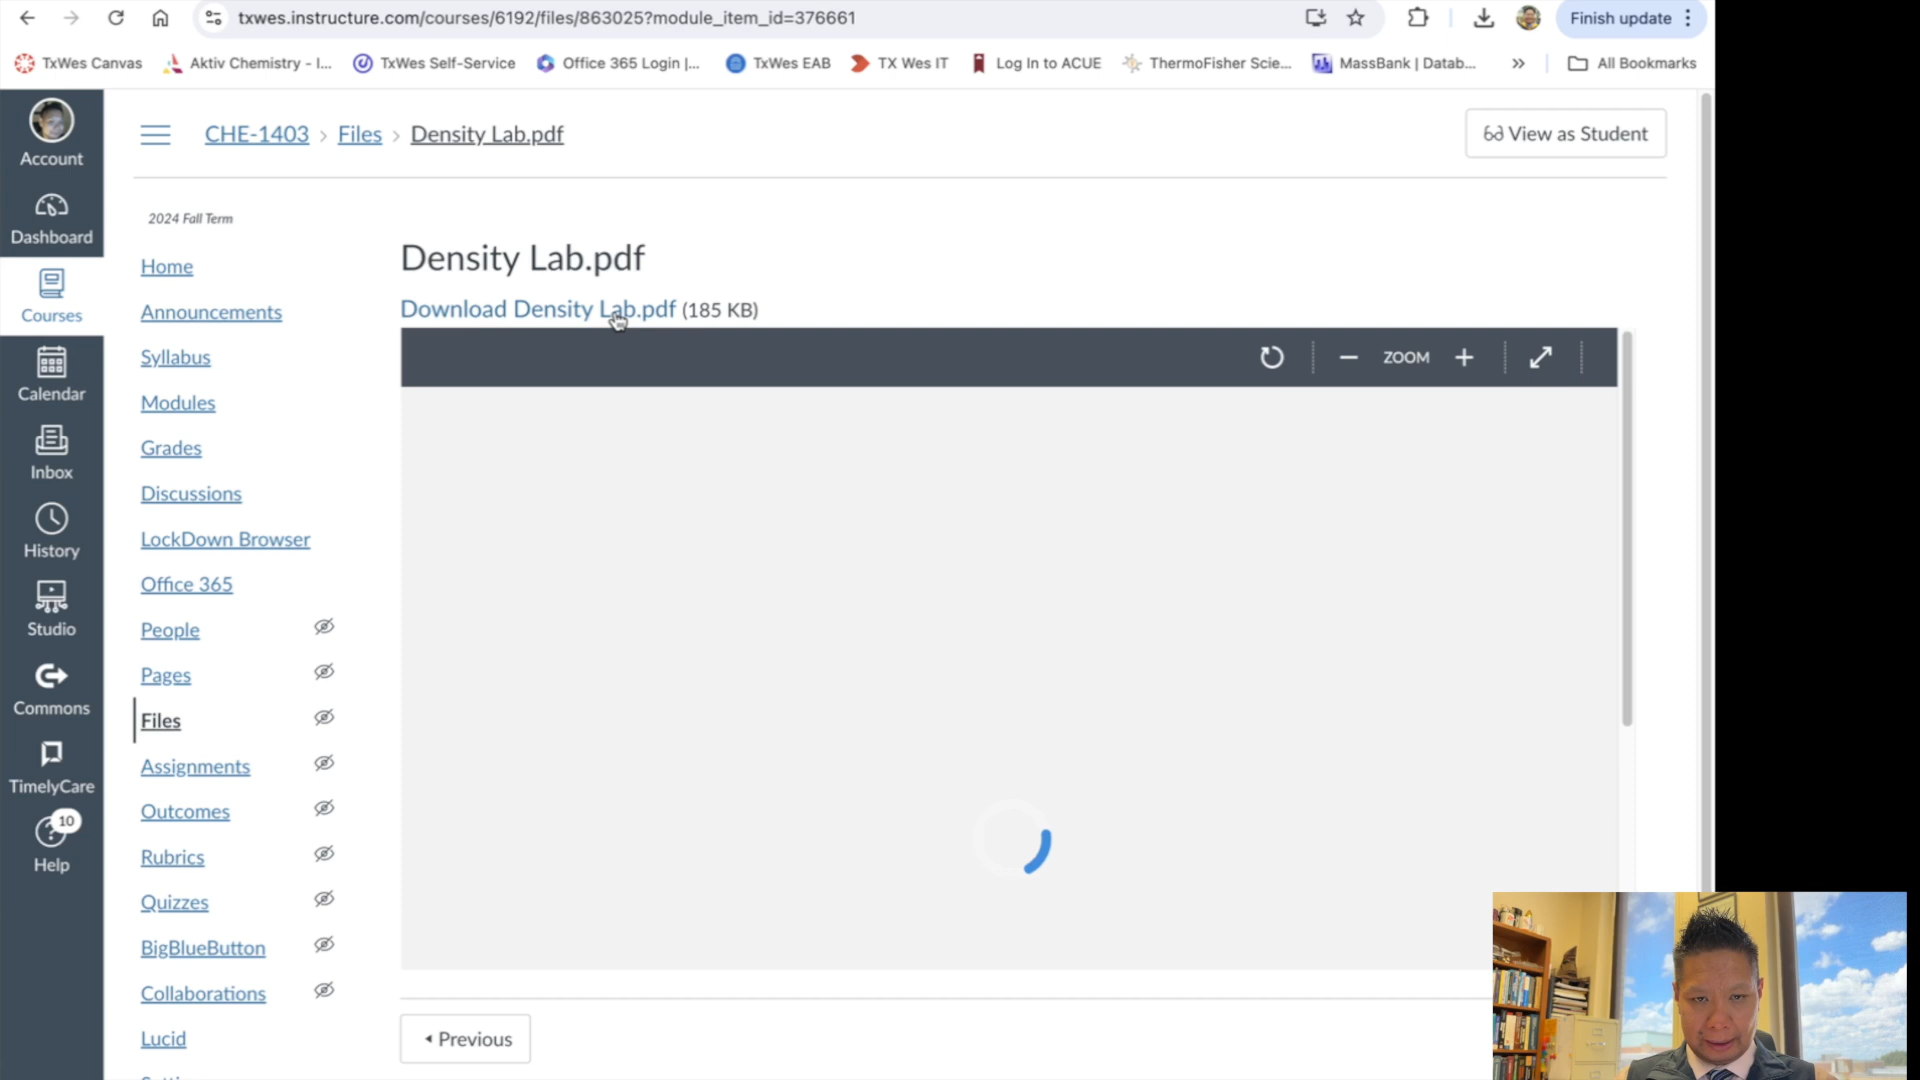 txwes.instructure.com/courses/6192/files/863025?module_item_id=376661
Finish update
TxWes Canvas
Aktiv Chemistry - I...
TxWes Self-Service
Office 365 Login |...
TxWes EAB
TX Wes IT
Log In to ACUE
ThermoFisher Scie...
MassBank | Datab...
»
All Bookmarks
Account
Dashboard
Courses
Calendar
Inbox
History
Studio
Commons
TimelyCare
10
Help
CHE-1403 › Files › Density Lab.pdf
View as Student
2024 Fall Term
Home
Announcements
Syllabus
Modules
Grades
Discussions
LockDown Browser
Office 365
People
Pages
Files
Assignments
Outcomes
Rubrics
Quizzes
BigBlueButton
Collaborations
Lucid
Density Lab.pdf
Download Density Lab.pdf (185 KB)
ZOOM
Previous